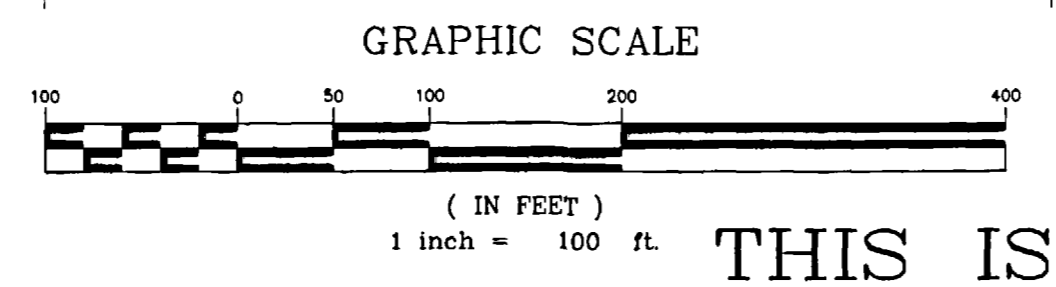 GRAPHIC SCALE
100 0 50 100 200 400
( IN FEET )
1 inch = 100 ft.
THIS IS